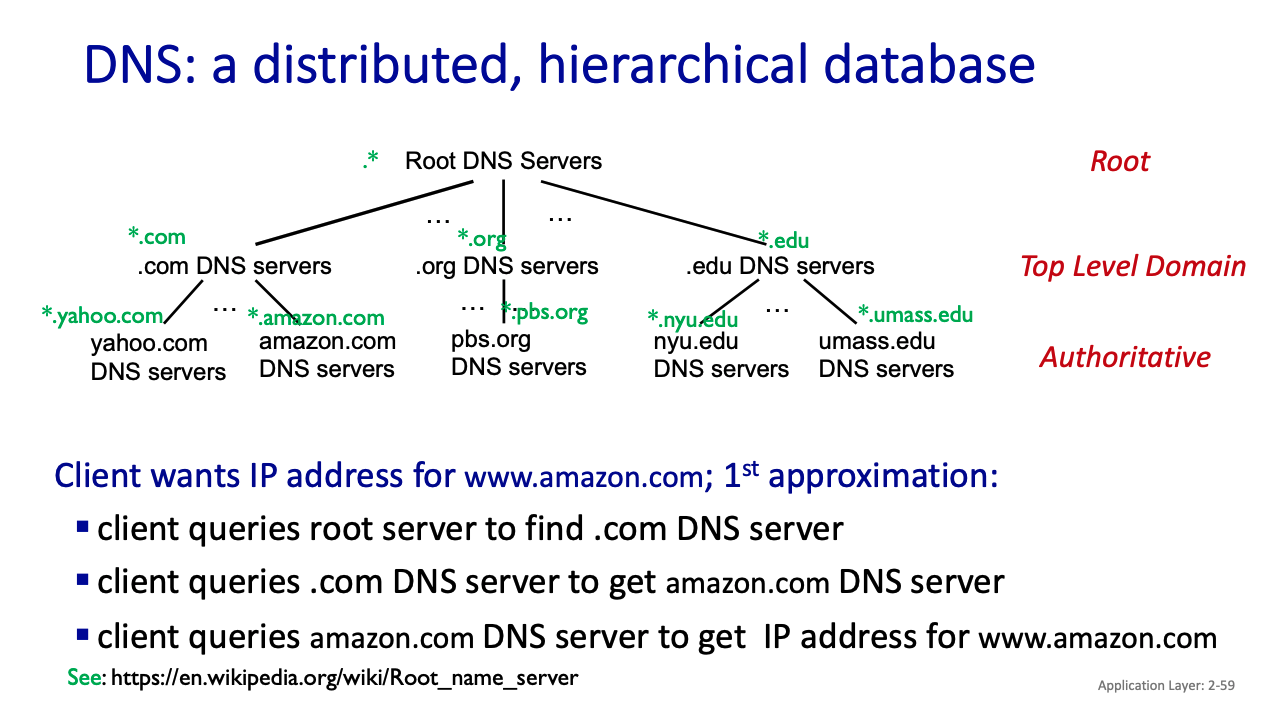 DNS: a distributed, hierarchical database
.* Root DNS Servers
Root
… …
*.com *.org *.edu
.com DNS servers .org DNS servers .edu DNS servers
Top Level Domain
… … … …
*.yahoo.com *.amazon.com *.pbs.org *.nyu.edu *.umass.edu
yahoo.com amazon.com pbs.org nyu.edu umass.edu
DNS servers DNS servers DNS servers DNS servers DNS servers
Authoritative
Client wants IP address for www.amazon.com; 1st approximation:
▪ client queries root server to find .com DNS server
▪ client queries .com DNS server to get amazon.com DNS server
▪ client queries amazon.com DNS server to get IP address for www.amazon.com
See: https://en.wikipedia.org/wiki/Root_name_server
Application Layer: 2-59